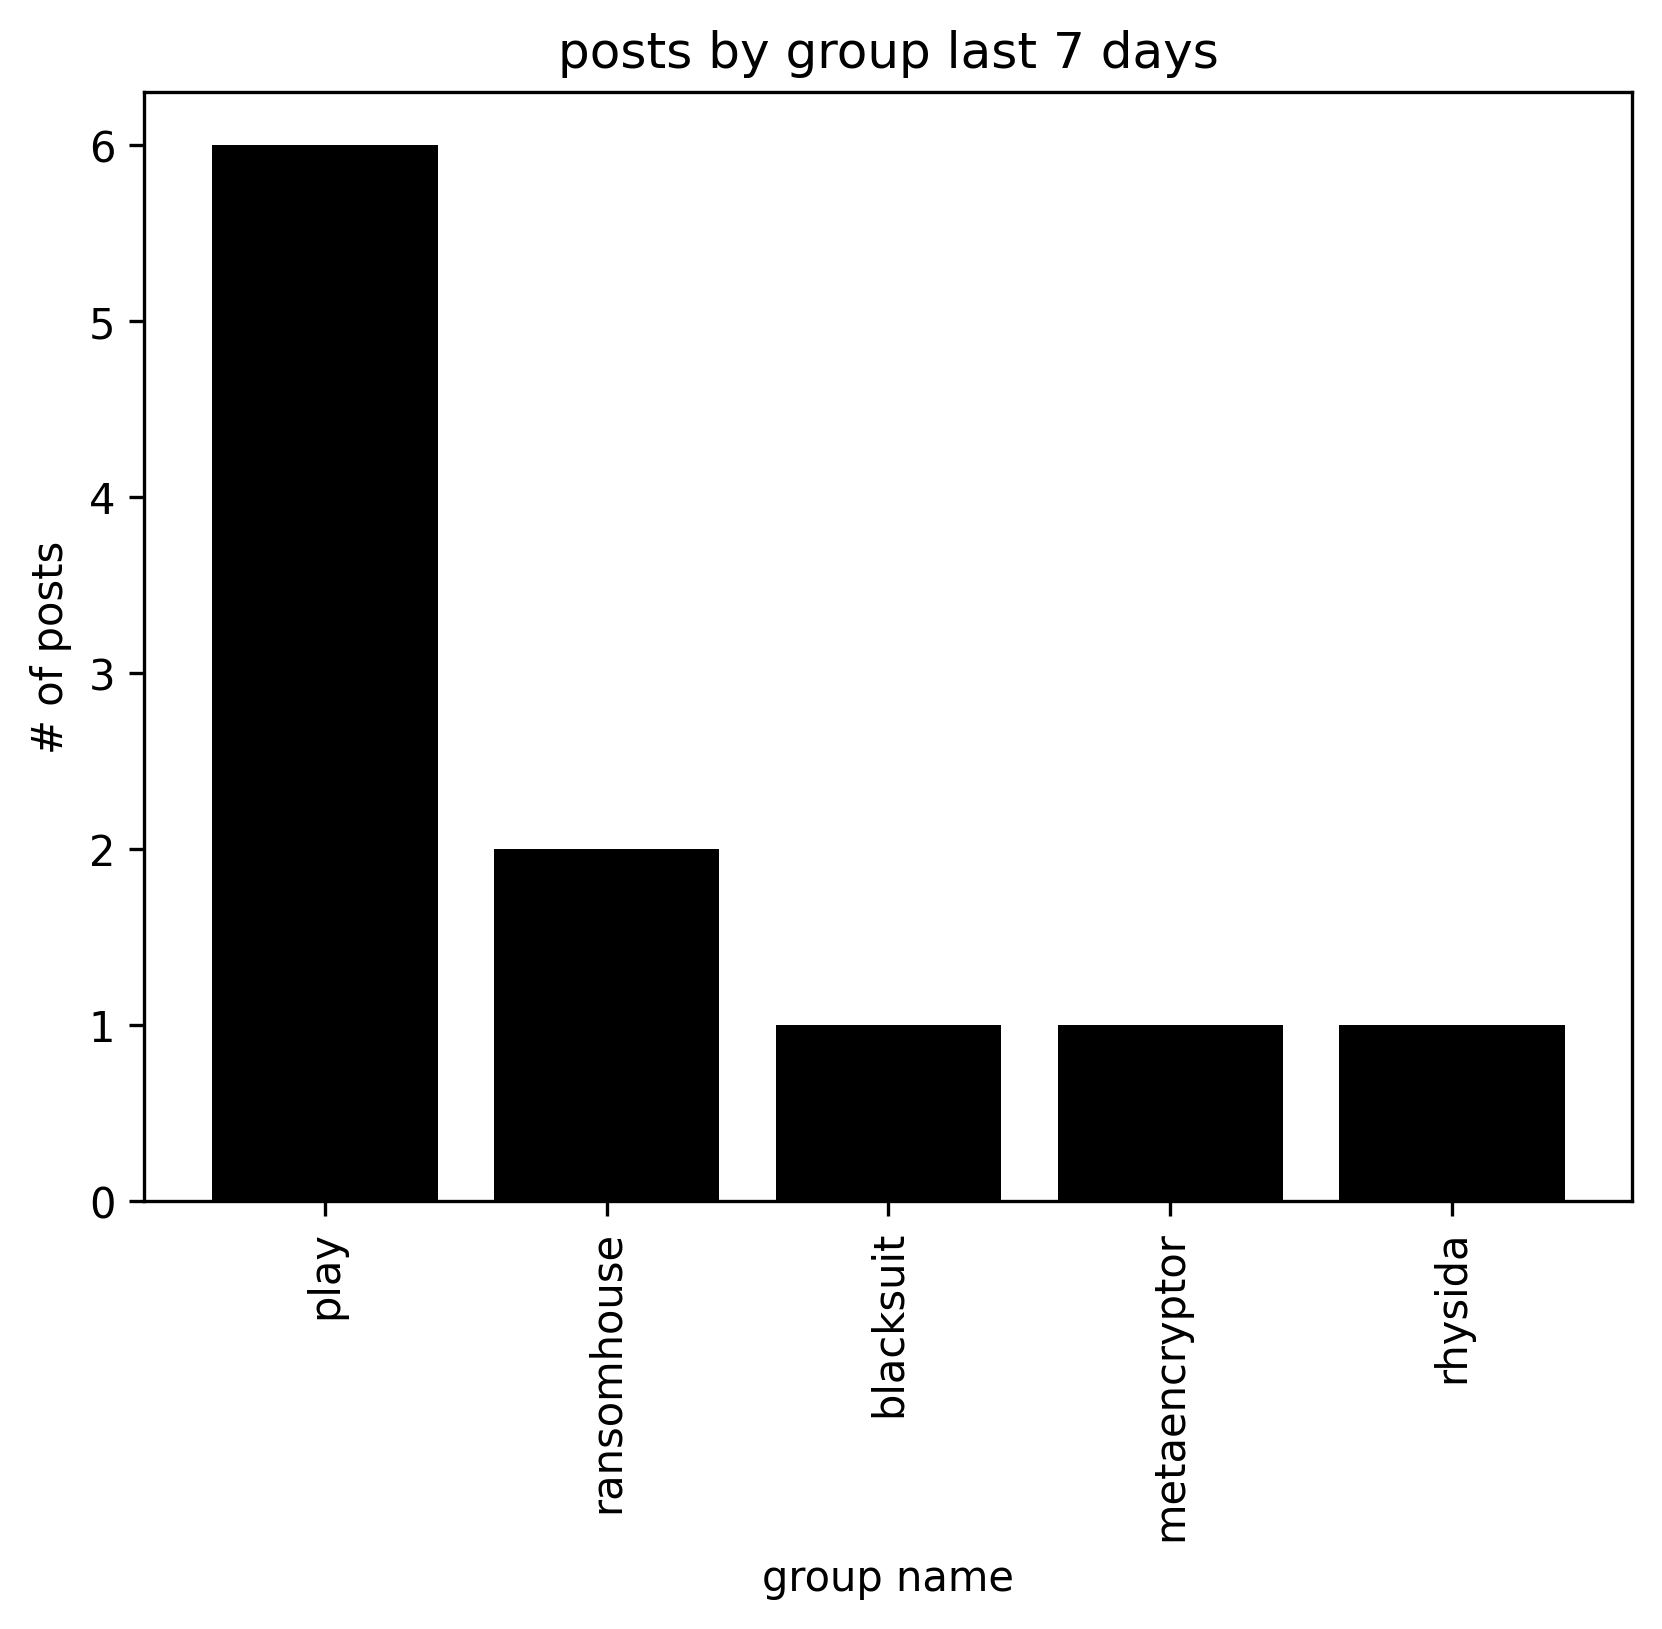 posts by group last 7 days
# of posts
6
5
4
3
2
1
0
play
ransomhouse
blacksuit
metaencryptor
rhysida
group name